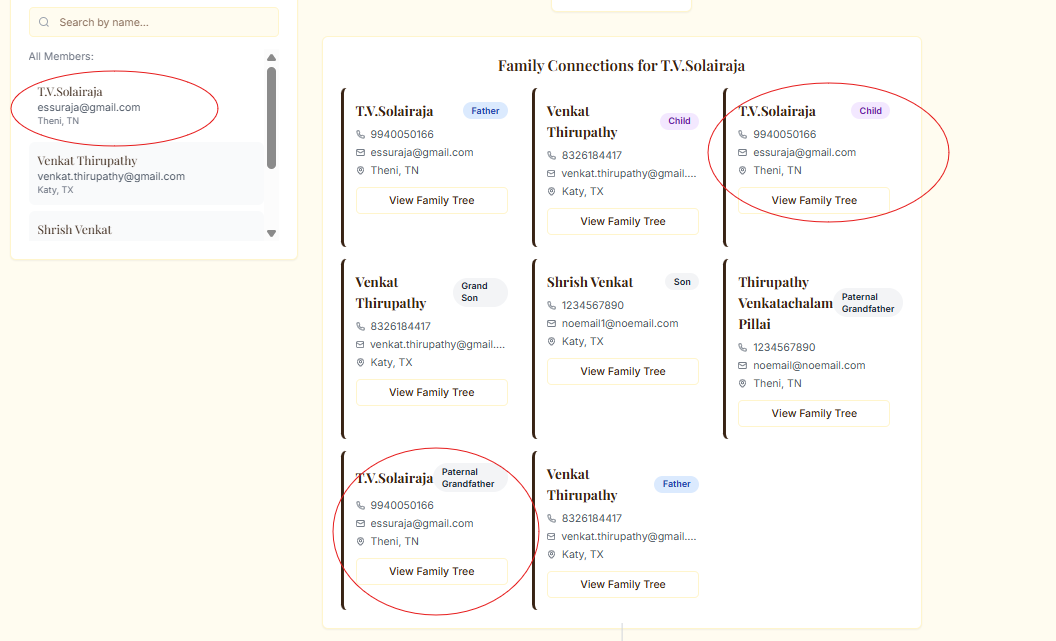 Search by name...
All Members:
T.V.Solairaja
essuraja@gmail.com
Theni, TN
Venkat Thirupathy
venkat.thirupathy@gmail.com
Katy, TX
Shrish Venkat
Family Connections for T.V.Solairaja
T.V.Solairaja
Father
9940050166
essuraja@gmail.com
Theni, TN
View Family Tree
Venkat
Thirupathy
Child
8326184417
venkat.thirupathy@gmail....
Katy, TX
View Family Tree
T.V.Solairaja
Child
9940050166
essuraja@gmail.com
Theni, TN
View Family Tree
Venkat
Thirupathy
Grand
Son
8326184417
venkat.thirupathy@gmail....
Katy, TX
View Family Tree
Shrish Venkat
Son
1234567890
noemail1@noemail.com
Katy, TX
View Family Tree
Thirupathy
Venkatachalam
Pillai
Paternal
Grandfather
1234567890
noemail@noemail.com
Theni, TN
View Family Tree
T.V.Solairaja
Paternal
Grandfather
9940050166
essuraja@gmail.com
Theni, TN
View Family Tree
Venkat
Thirupathy
Father
8326184417
venkat.thirupathy@gmail....
Katy, TX
View Family Tree